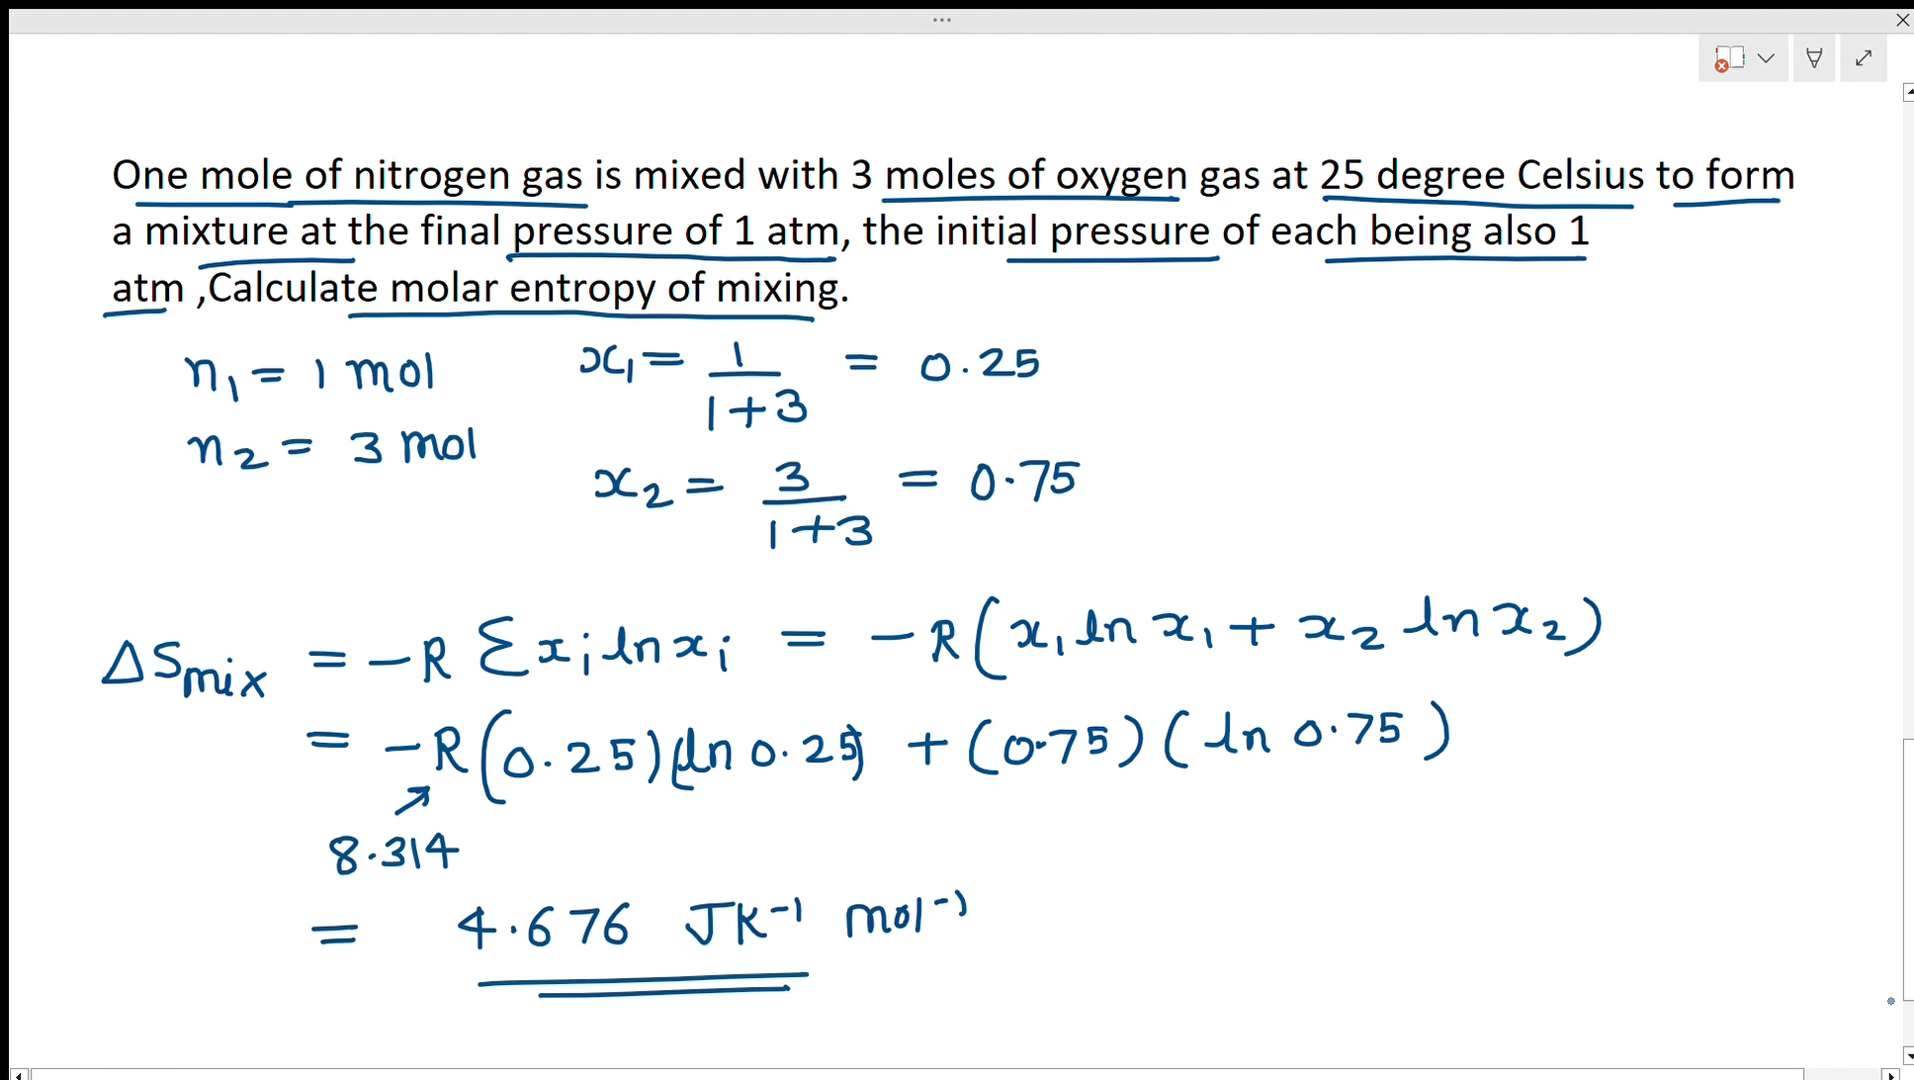 One mole of nitrogen gas is mixed with 3 moles of oxygen gas at 25 degree Celsius to form
a mixture at the final pressure of 1 atm, the initial pressure of each being also 1
atm ,Calculate molar entropy of mixing.
n₁ = 1 mol
n₂ = 3 mol
x₁ = 1/(1+3) = 0.25
x₂ = 3/(1+3) = 0.75
ΔSmix = -R Σ xᵢ ln xᵢ = -R(x₁ ln x₁ + x₂ ln x₂)
= -R(0.25)(ln 0.25) + (0.75)(ln 0.75)
8.314
= 4.676 JK⁻¹ mol⁻¹